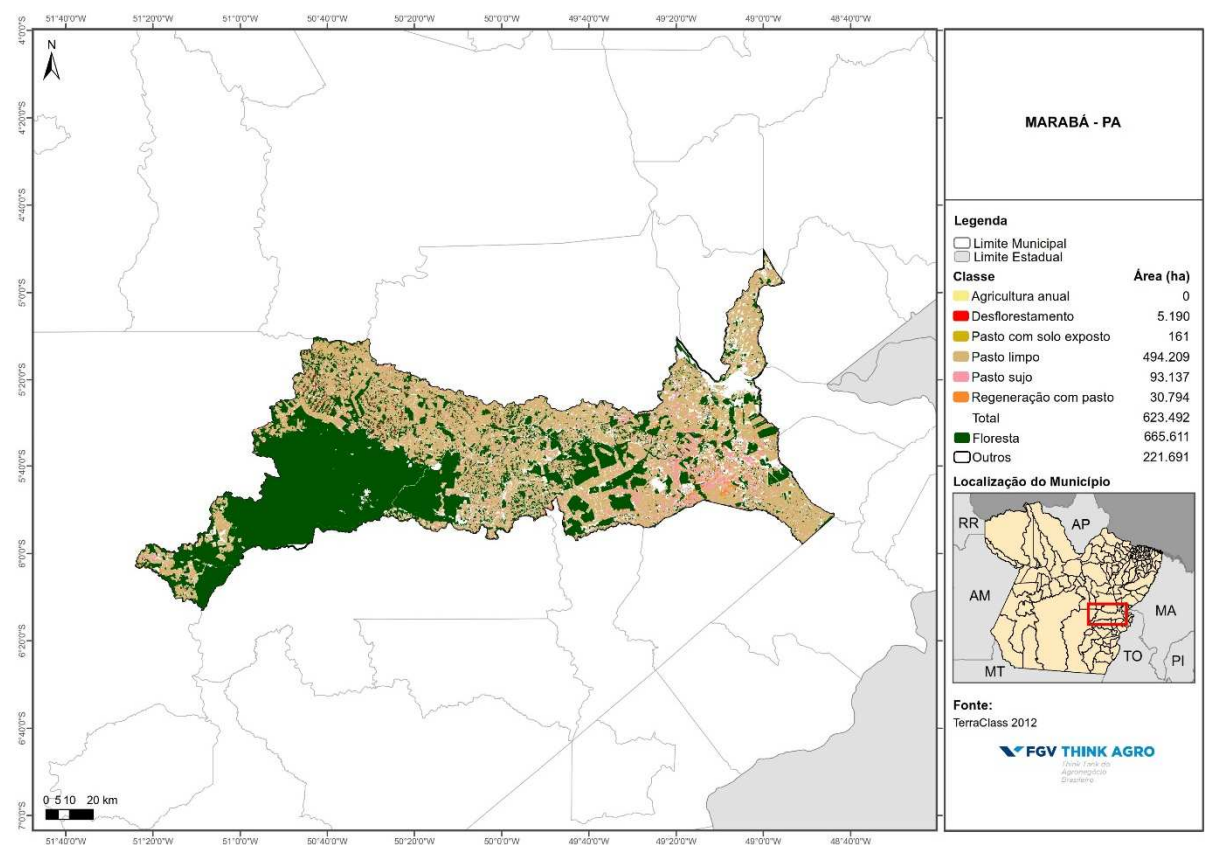 51°40'0"W 51°20'0"W 51°0'0"W 50°40'0"W 50°20'0"W 50°0'0"W 49°40'0"W 49°20'0"W 49°0'0"W 48°40'0"W
4°0'0"S
4°20'0"S
4°40'0"S
5°0'0"S
5°20'0"S
5°40'0"S
6°0'0"S
6°20'0"S
6°40'0"S
7°0'0"S
N
0 5 10 20 km
51°40'0"W 51°20'0"W 51°0'0"W 50°40'0"W 50°20'0"W 50°0'0"W 49°40'0"W 49°20'0"W 49°0'0"W 48°40'0"W
MARABÁ - PA
Legenda
Limite Municipal
Limite Estadual
Classe Área (ha)
Agricultura anual 0
Desflorestamento 5.190
Pasto com solo exposto 161
Pasto limpo 494.209
Pasto sujo 93.137
Regeneração com pasto 30.794
Total 623.492
Floresta 665.611
Outros 221.691
Localização do Município
RR AP
AM MA
TO PI
MT
Fonte:
TerraClass 2012
FGV THINK AGRO
Think Tank do
Agronegócio
Brasileiro